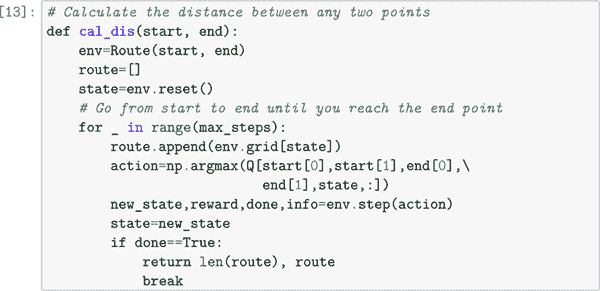 [13]: # Calculate the distance between any two points
def cal_dis(start, end):
    env=Route(start, end)
    route=[]
    state=env.reset()
    # Go from start to end until you reach the end point
    for _ in range(max_steps):
        route.append(env.grid[state])
        action=np.argmax(Q[start[0],start[1],end[0],\
                           end[1],state,:])
        new_state,reward,done,info=env.step(action)
        state=new_state
        if done==True:
            return len(route), route
            break